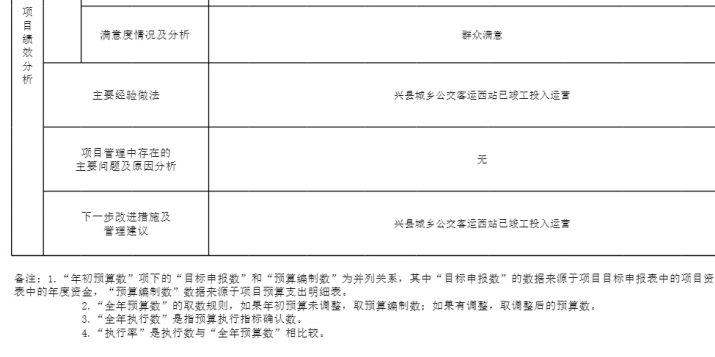 项
目
绩
效
分
析
满意度情况及分析
群众满意
主要经验做法
兴县城乡公交客运西站已竣工投入运营
项目管理中存在的
主要问题及原因分析
无
下一步改进措施及
管理建议
兴县城乡公交客运西站已竣工投入运营
备注：1.“年初预算数”项下的“目标申报数”和“预算编制数”为并列关系，其中“目标申报数”的数据来源于项目目标申报表中的项目资
表中的年度资金，“预算编制数”数据来源于项目预算支出明细表。
2.“全年预算数”的取数规则，如果年初预算未调整，取预算编制数；如果有调整，取调整后的预算数。
3.“全年执行数”是指预算执行指标确认数。
4.“执行率”是执行数与“全年预算数”相比较。